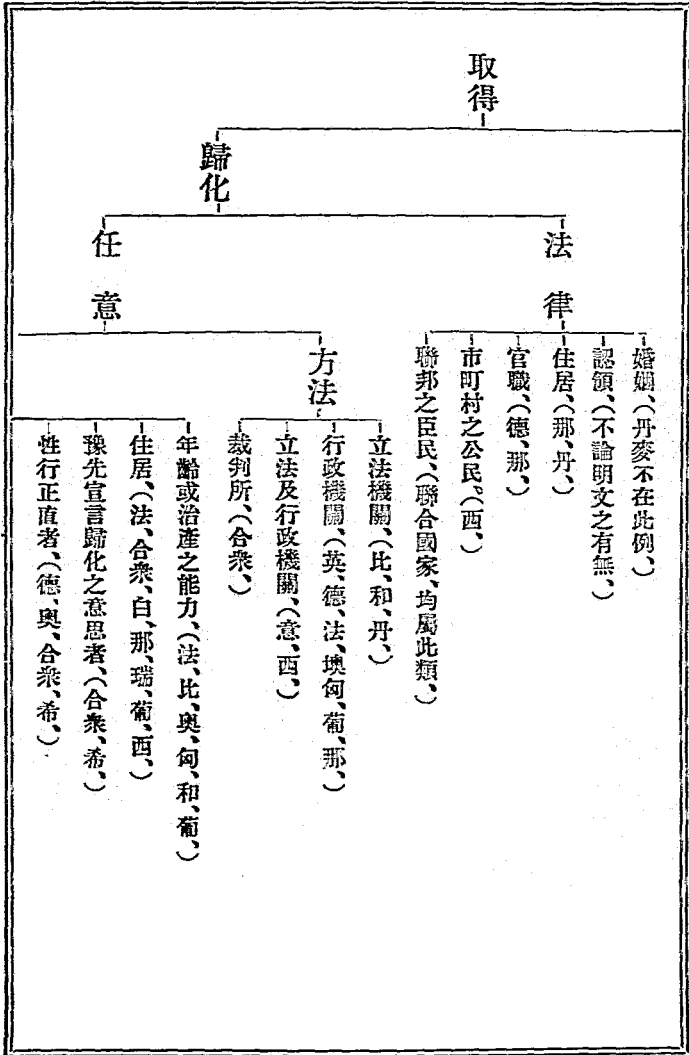 取得
歸化
法律
婚姻、(丹麥不在此例、)
認領、(不論明文之有無、)
住居、(那、丹、)
官職、(德、那、)
市町村之公民、(西、)
聯邦之臣民、(聯合國家、均屬此類、)
任意
方法
立法機關、(比、和、丹、)
行政機關、(英、德、法、墺匈、葡、那、)
立法及行政機關、(意、西、)
裁判所、(合衆、)
年齡或治產之能力、(法、比、奧、匈、和、葡、)
住居、(法、合衆、白、那、瑞、葡、西、)
豫先宣言歸化之意思者、(合衆、希、)
性行正直者、(德、奧、合衆、希、)